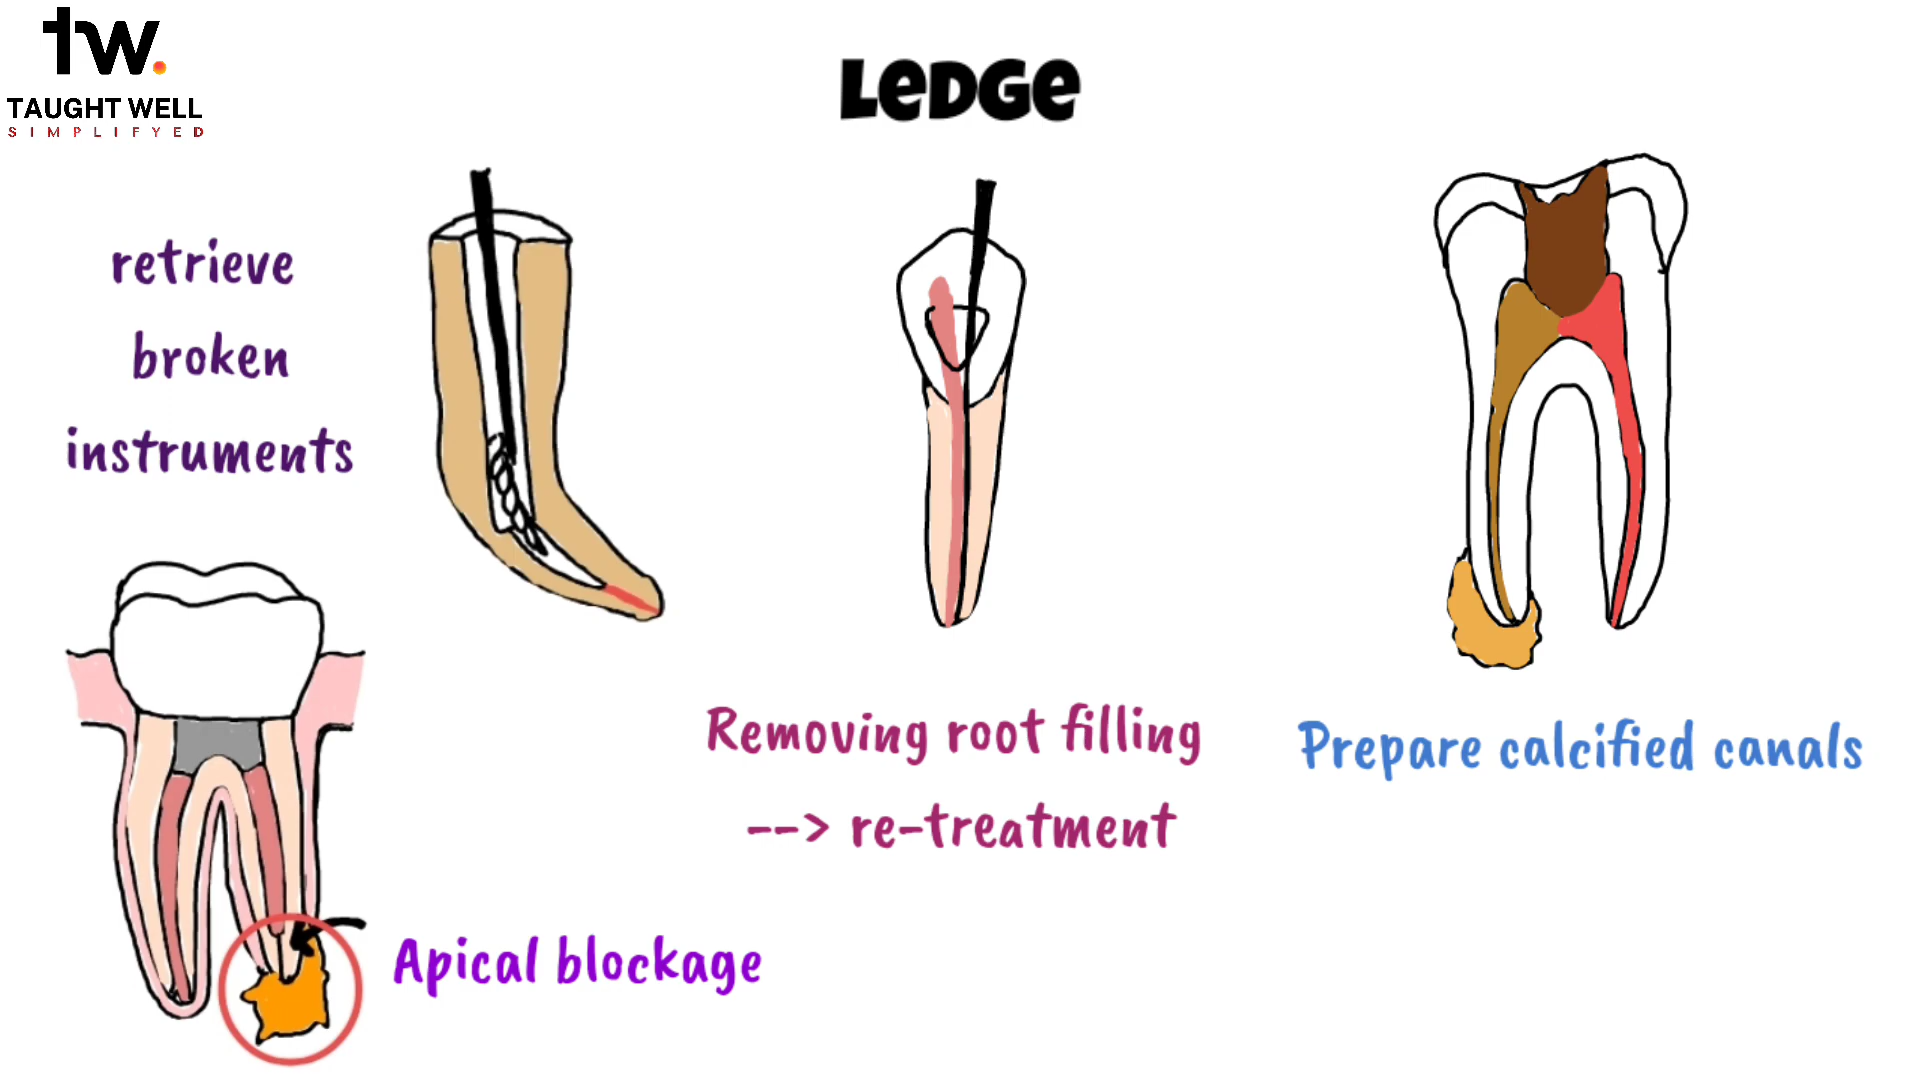 tw.
TAUGHT WELL
SIMPLIFYED
LEDGE
retrieve
broken
instruments
Removing root filling
--> re-treatment
Prepare calcified canals
Apical blockage